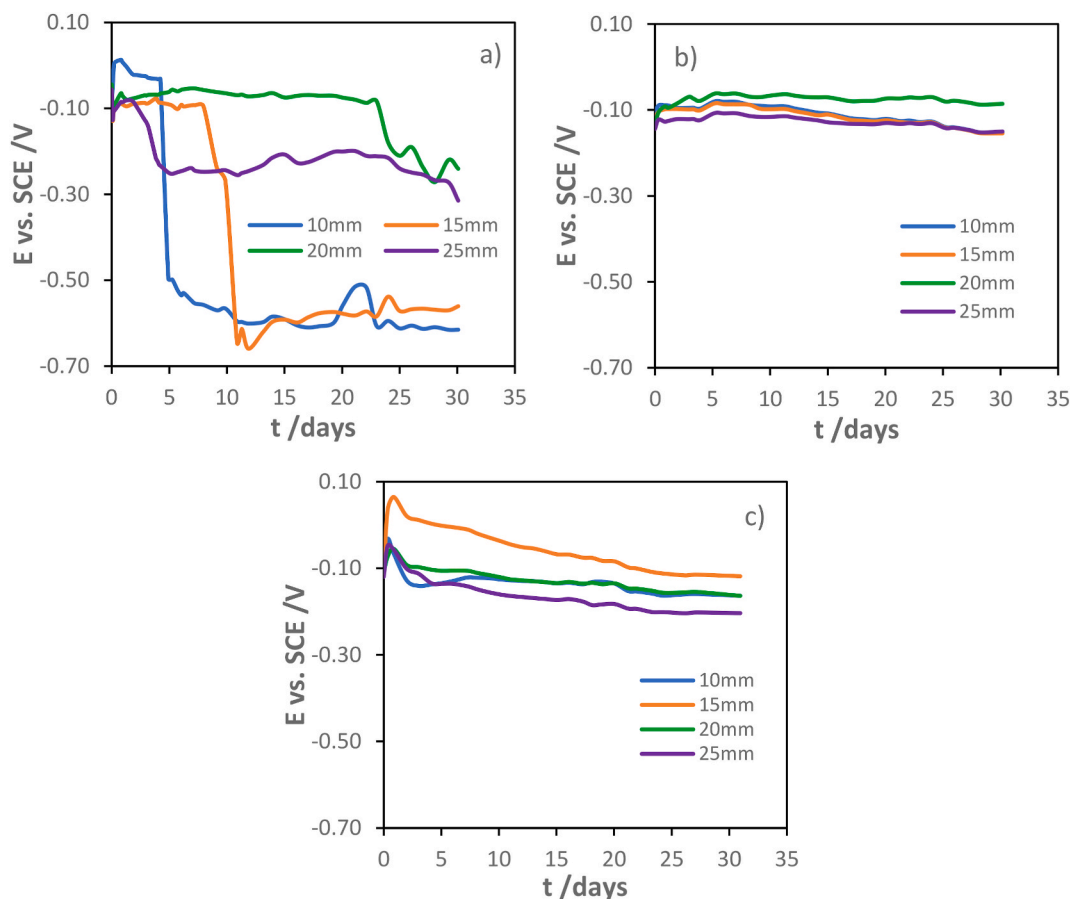 a)
E vs. SCE /V
0.10
-0.10
-0.30
-0.50
-0.70
10mm 15mm
20mm 25mm
0 5 10 15 20 25 30 35
t /days
b)
E vs. SCE /V
0.10
-0.10
-0.30
-0.50
-0.70
10mm
15mm
20mm
25mm
0 5 10 15 20 25 30 35
t /days
c)
E vs. SCE /V
0.10
-0.10
-0.30
-0.50
-0.70
10mm
15mm
20mm
25mm
0 5 10 15 20 25 30 35
t /days